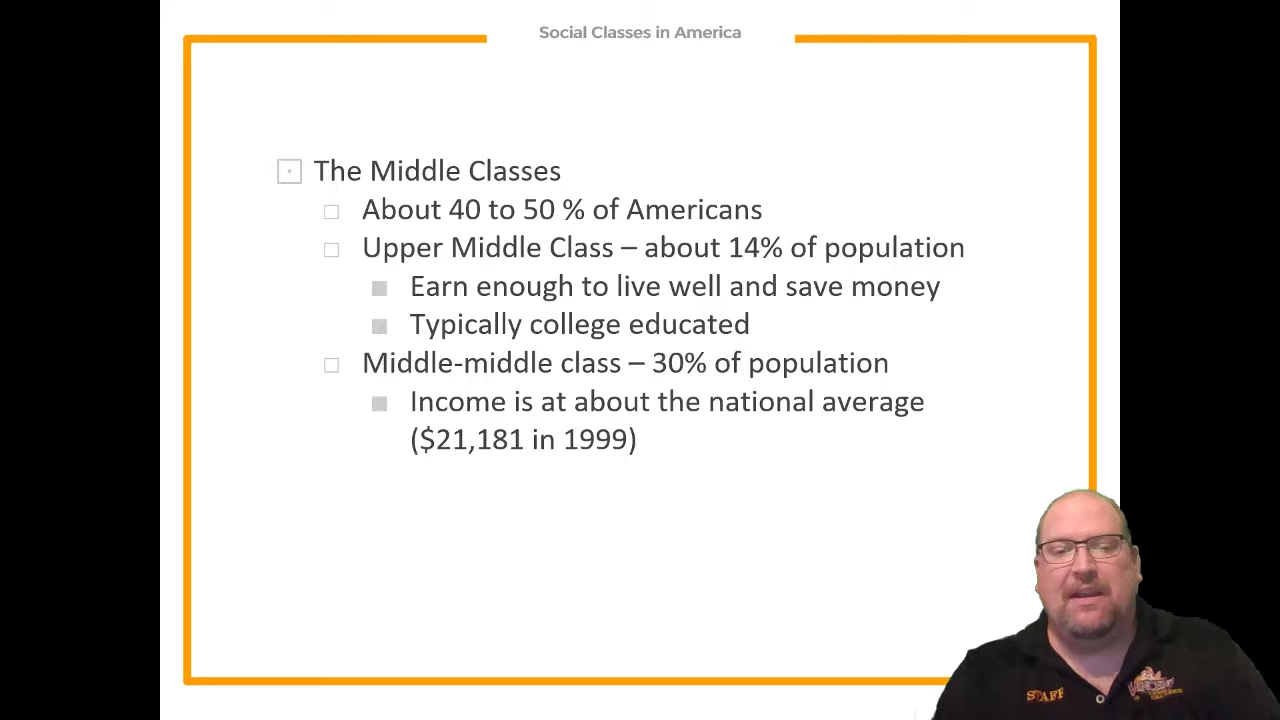 Social Classes in America
The Middle Classes
About 40 to 50 % of Americans
Upper Middle Class – about 14% of population
Earn enough to live well and save money
Typically college educated
Middle-middle class – 30% of population
Income is at about the national average
($21,181 in 1999)
STAFF